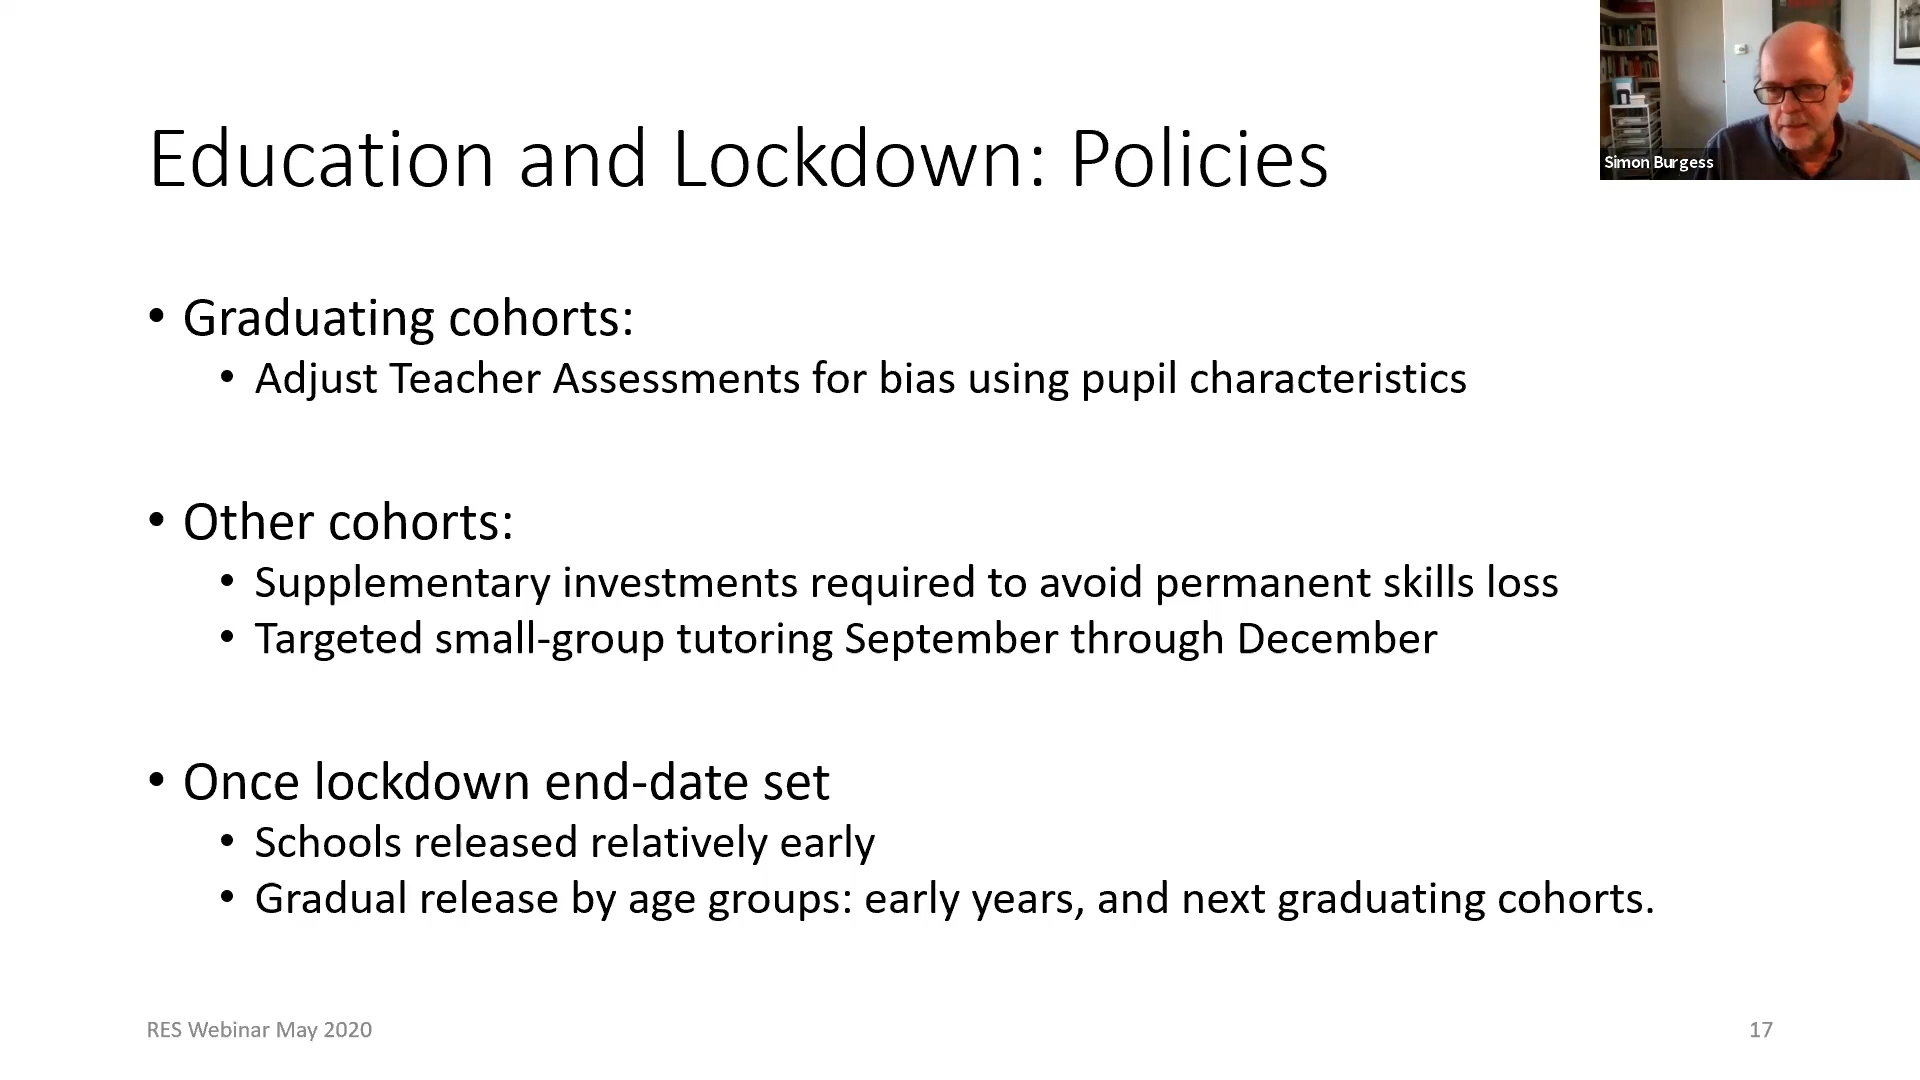 Simon Burgess
Education and Lockdown: Policies
• Graduating cohorts:
• Adjust Teacher Assessments for bias using pupil characteristics
• Other cohorts:
• Supplementary investments required to avoid permanent skills loss
• Targeted small-group tutoring September through December
• Once lockdown end-date set
• Schools released relatively early
• Gradual release by age groups: early years, and next graduating cohorts.
RES Webinar May 2020
17